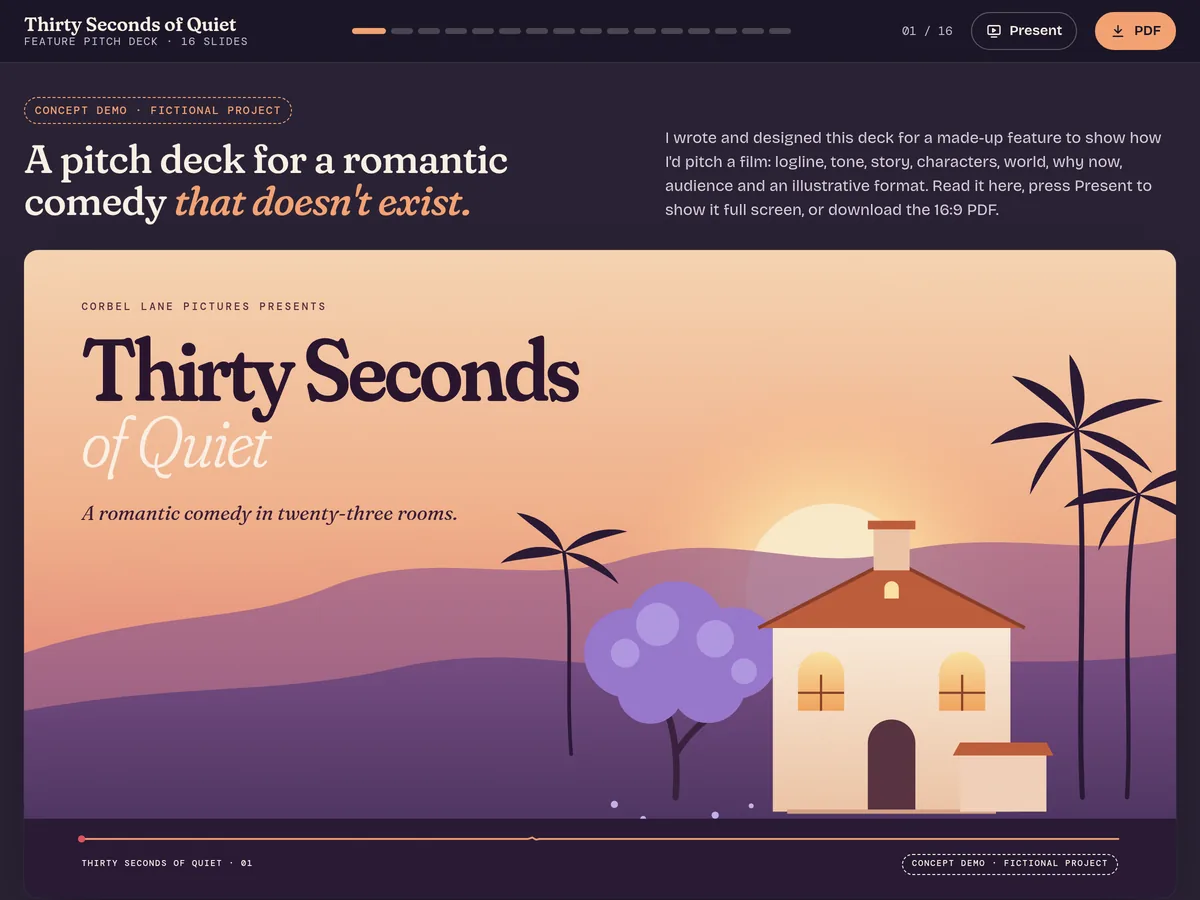 Thirty Seconds of Quiet
FEATURE PITCH DECK · 16 SLIDES
01 / 16
Present
PDF
CONCEPT DEMO · FICTIONAL PROJECT
A pitch deck for a romantic
comedy that doesn't exist.
I wrote and designed this deck for a made-up feature to show how
I'd pitch a film: logline, tone, story, characters, world, why now,
audience and an illustrative format. Read it here, press Present to
show it full screen, or download the 16:9 PDF.
CORBEL LANE PICTURES PRESENTS
Thirty Seconds
of Quiet
A romantic comedy in twenty-three rooms.
THIRTY SECONDS OF QUIET · 01
CONCEPT DEMO · FICTIONAL PROJECT